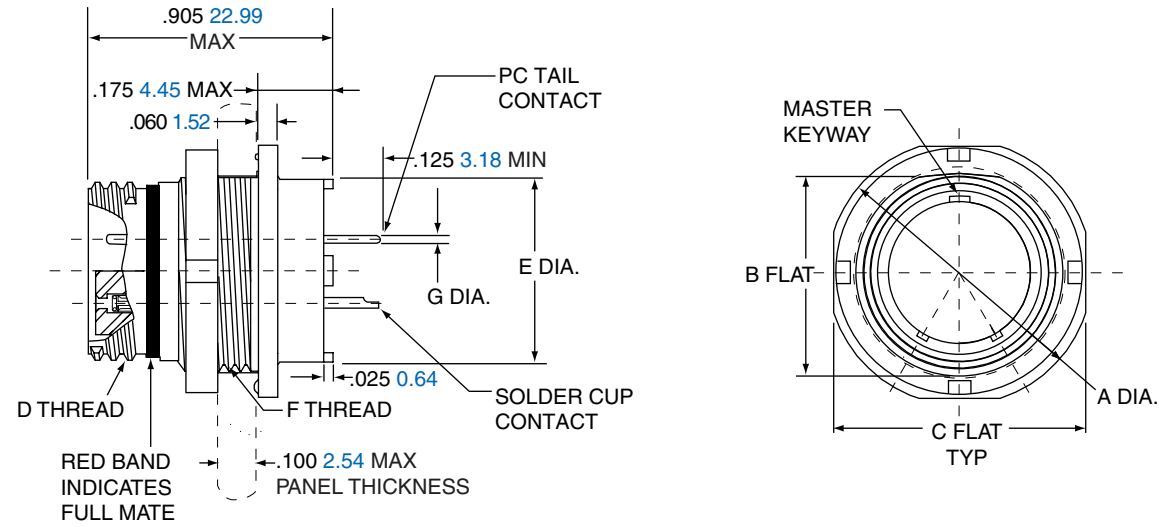 .905 22.99
MAX
.175 4.45 MAX
.060 1.52
PC TAIL
CONTACT
.125 3.18 MIN
E DIA.
G DIA.
.025 0.64
SOLDER CUP
CONTACT
D THREAD
F THREAD
RED BAND
INDICATES
FULL MATE
.100 2.54 MAX
PANEL THICKNESS
MASTER
KEYWAY
B FLAT
A DIA.
C FLAT
TYP